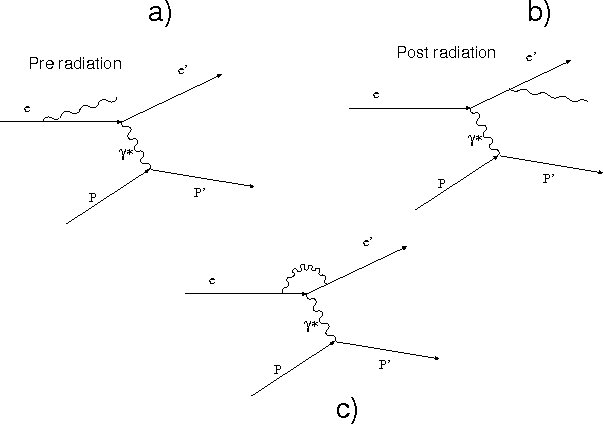 a)
Pre radiation
e
e'
γ*
P
P'
b)
Post radiation
e
e'
γ*
P
P'
e
e'
γ*
P
P'
c)